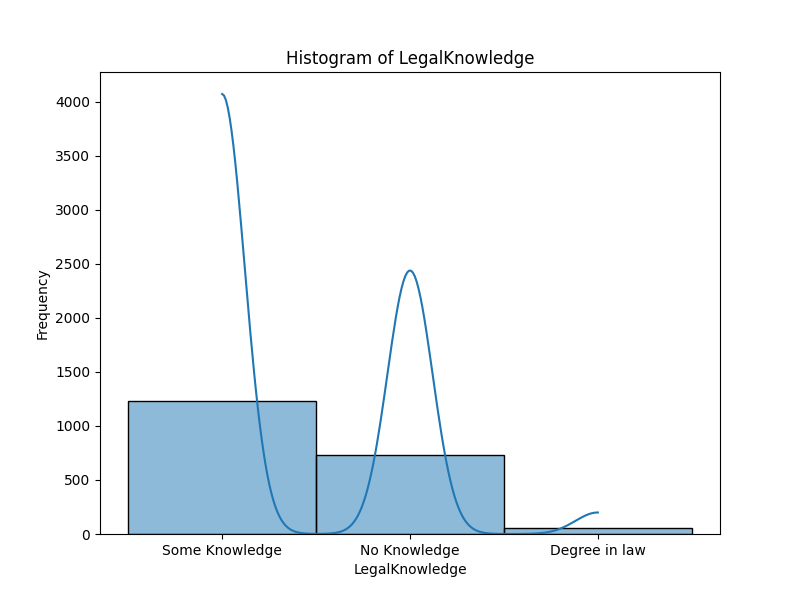 Histogram of LegalKnowledge
4000
3500
3000
2500
2000
1500
1000
500
0
Frequency
Some Knowledge
No Knowledge
Degree in law
LegalKnowledge